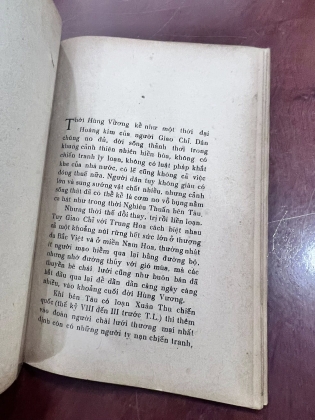 Thời Hùng Vương kể như một thời đại
Hoàng kim của người Giao Chỉ. Dân
chúng no đủ, đời sống thảnh thơi trong
khung cảnh thiên nhiên hiền hòa, không có
chiến tranh ly loạn, không có luật pháp khắt
khe của nhà nước, có lẽ cũng không cả việc
đóng thuế nữa. Người dân tuy không giàu có
lớn và sung sướng vật chất nhiều, nhưng cảnh
sống thật đủ có thể kể là cơm no vỗ bụng nằm
ca hát như trong thời Nghiêu Thuấn bên Tàu.
Nhưng thời thế đổi thay, trị rồi liền loạn.
Tuy Giao Chỉ với Trung Hoa cách biệt nhau
cả một khoảng núi rừng hết sức lớn ở thượng
du Bắc Việt và ở miền Nam Hoa, thường nhật
ít người mạo hiểm qua lại bằng đường bộ,
nhưng nhờ đường thủy với gió mùa, mà các
thuyền bè chài lưới cũng như buôn bán đã
bắt đầu qua lại để dần dần càng ngày càng
nhiều, vào khoảng cuối đời Hùng Vương.
Khi bên Tàu có loạn Xuân Thu chiến
quốc (thế kỷ VIII đến III trước T.L.) thì thêm
vào đoàn người chài lưới thương mại nhất
định còn có những người tỵ nạn chiến tranh,